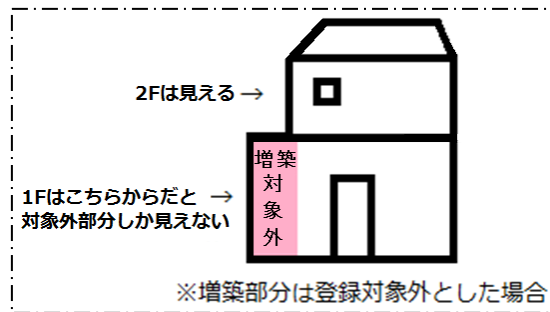 2Fは見える→
増築
対
象
外
1Fはこちらからだと→
対象外部分しか見えない
※増築部分は登録対象外とした場合